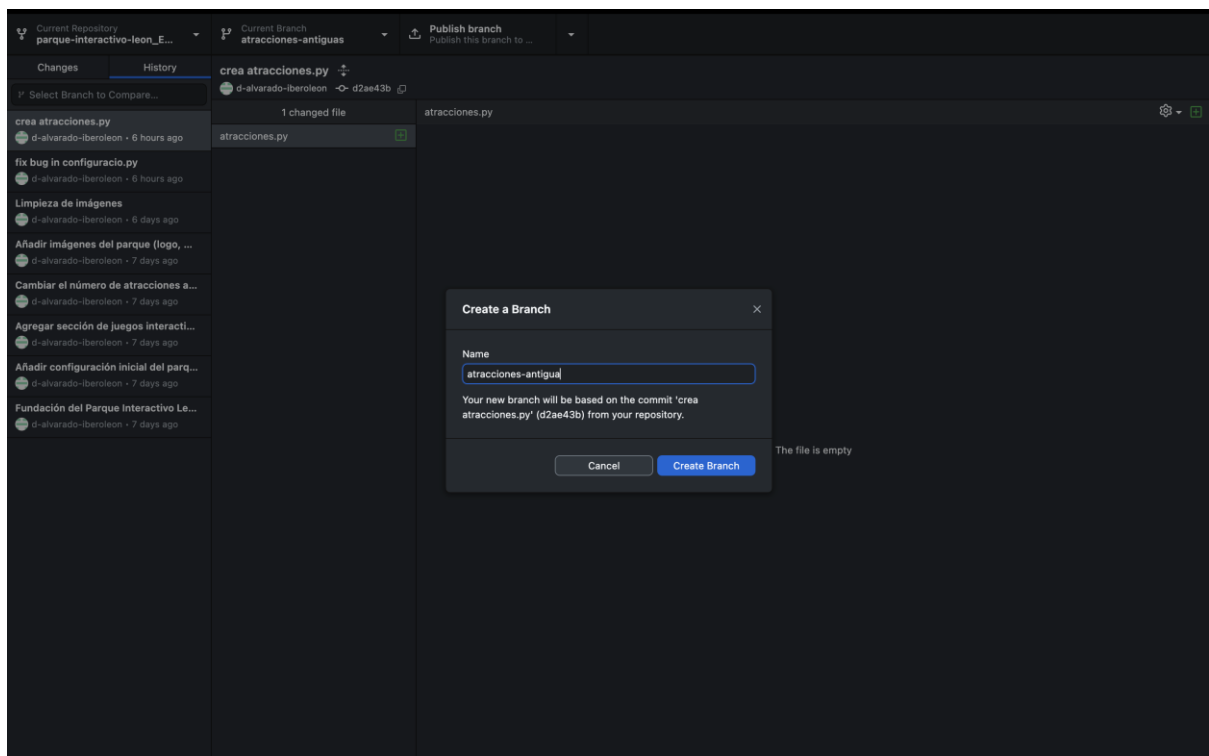 Current Repository
parque-interactivo-leon_E...
Current Branch
atracciones-antiguas
Publish branch
Publish this branch to ...
Changes
History
Select Branch to Compare...
crea atracciones.py
d-alvarado-iberoleon • 6 hours ago
fix bug in configuracio.py
d-alvarado-iberoleon • 6 hours ago
Limpieza de imágenes
d-alvarado-iberoleon • 6 days ago
Añadir imágenes del parque (logo, ...
d-alvarado-iberoleon • 7 days ago
Cambiar el número de atracciones a...
d-alvarado-iberoleon • 7 days ago
Agregar sección de juegos interacti...
d-alvarado-iberoleon • 7 days ago
Añadir configuración inicial del parq...
d-alvarado-iberoleon • 7 days ago
Fundación del Parque Interactivo Le...
d-alvarado-iberoleon • 7 days ago
crea atracciones.py
d-alvarado-iberoleon d2ae43b
1 changed file
atracciones.py
atracciones.py
Create a Branch
Name
atracciones-antigua
Your new branch will be based on the commit 'crea
atracciones.py' (d2ae43b) from your repository.
Cancel
Create Branch
The file is empty